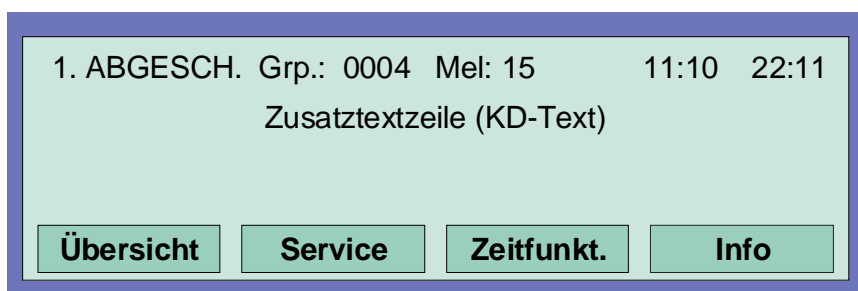 1. ABGESCH. Grp.: 0004 Mel: 15 11:10 22:11
Zusatztextzeile (KD-Text)
Übersicht Service Zeitfunkt. Info